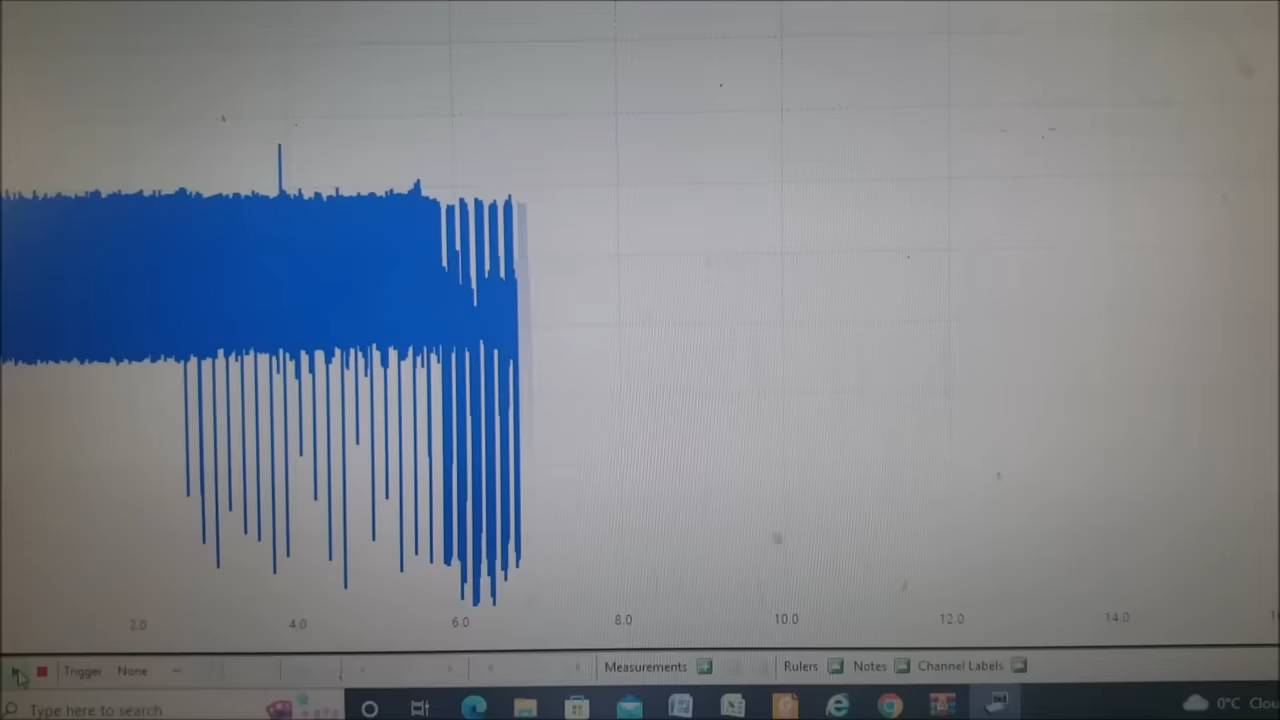 2.0 4.0 6.0 8.0 10.0 12.0 14.0
Trigger None Measurements Rulers Notes Channel Labels
Type here to search 0°C